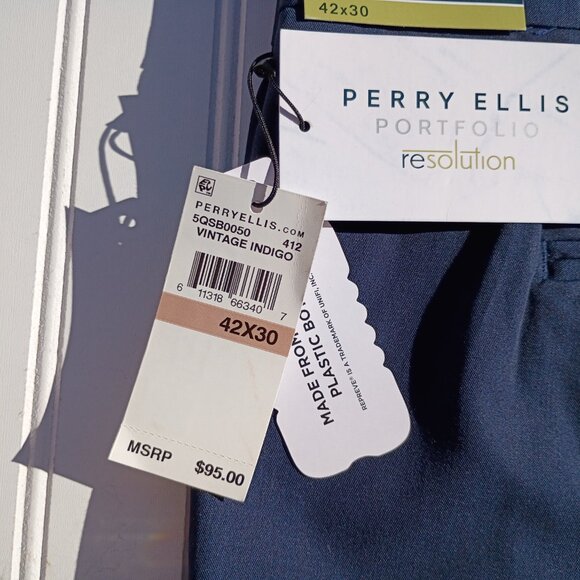 42x30
PERRY ELLIS
PORTFOLIO
resolution
PERRYELLIS.COM
5QSB0050 412
VINTAGE INDIGO
6 11318 66340 7
42X30
MSRP $95.00
MADE FROM
PLASTIC BO
REPREVE® IS A TRADEMARK OF UNIFI, INC.